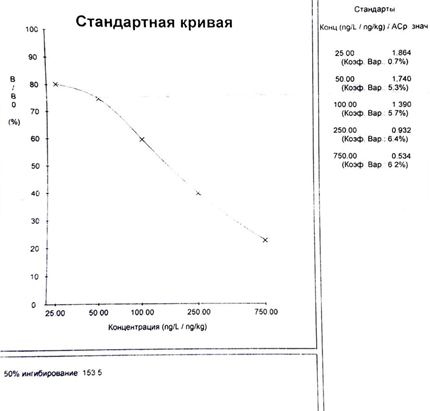 Стандартная кривая
B / B0 (%)
100
90
80
70
60
50
40
30
20
10
0
25.00 50.00 100.00 250.00 750.00
Концентрация (ng/L / ng/kg)
50% ингибирование 153.5
Стандарты
Конц (ng/L / ng/kg) / АСр знач
25.00 1.864
(Коэф. Вар.: 0.7%)
50.00 1.740
(Коэф. Вар.: 5.3%)
100.00 1.390
(Коэф. Вар.: 5.7%)
250.00 0.932
(Коэф. Вар.: 6.4%)
750.00 0.534
(Коэф. Вар.: 6.2%)